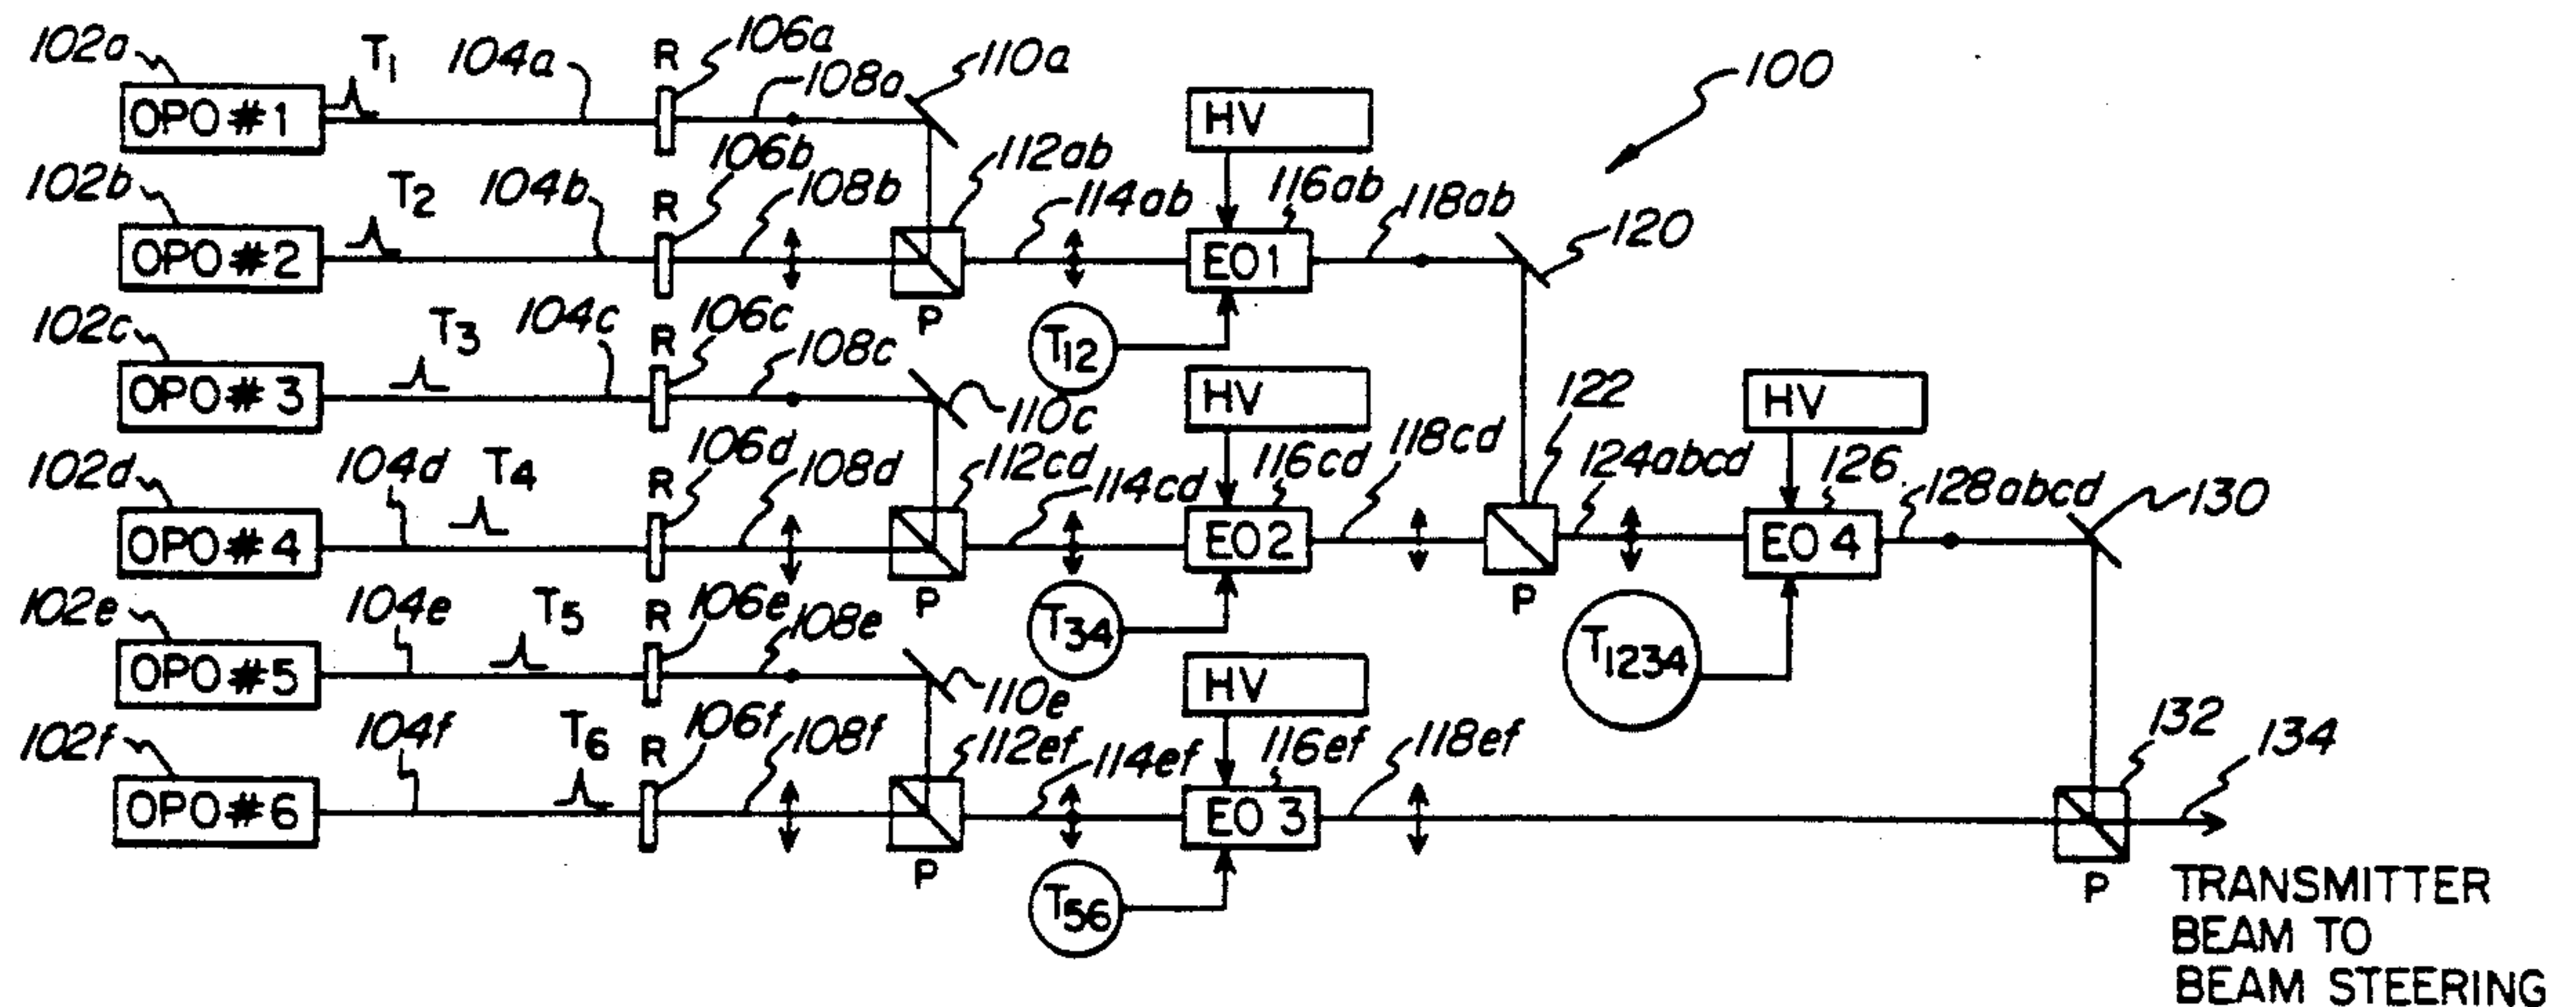 102a T1 104a R 106a 108a 110a 100
OPO #1 HV
102b T2 104b R 106b 108b 112ab 114ab 116ab 118ab 120
OPO #2 P EO1
102c T3 104c R 106c 108c 110c T12 HV 122 HV
OPO #3
102d 104d T4 R 106d 108d 112cd 114cd 116cd 118cd 124abcd 126 128abcd 130
OPO #4 P EO2 P EO4
102e 104e T5 R 106e 108e 110e T34 HV T1234
OPO #5
102f 104f T6 R 106f 108f 112ef 114ef 116ef 118ef 132 134
OPO #6 P EO3 P
T56
TRANSMITTER
BEAM TO
BEAM STEERING